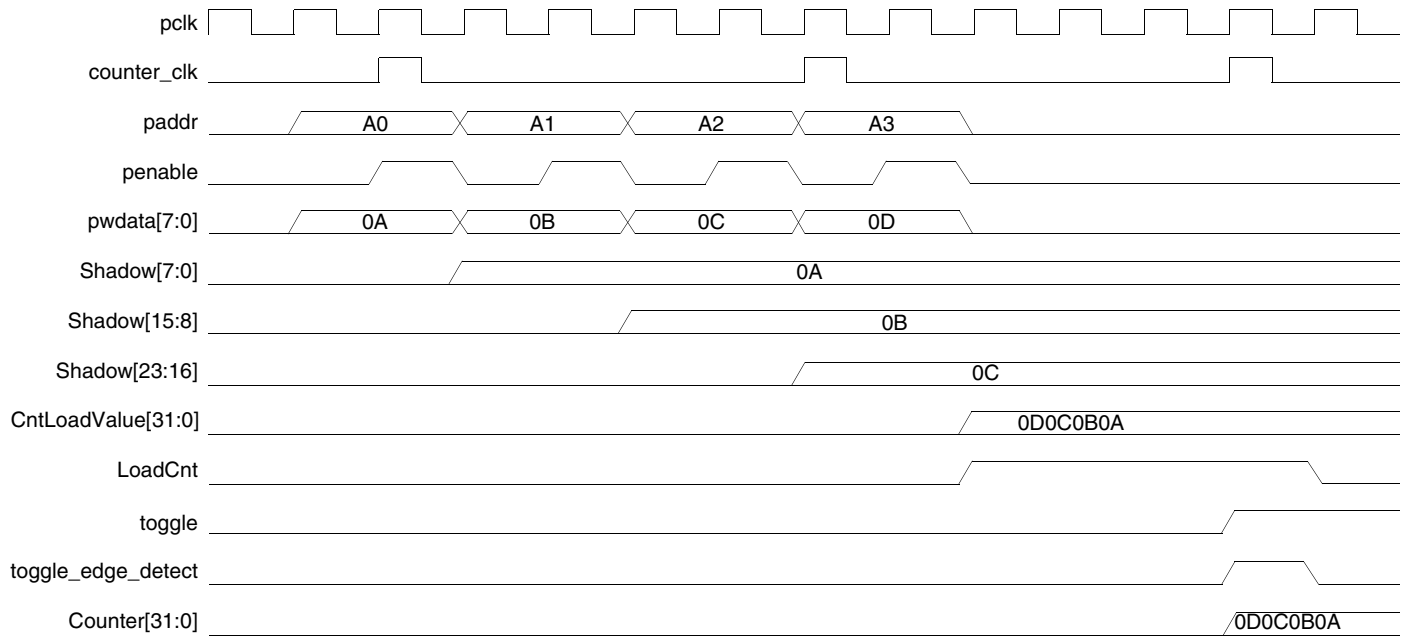 pclk
counter_clk
paddr A0 A1 A2 A3
penable
pwdata[7:0] 0A 0B 0C 0D
Shadow[7:0] 0A
Shadow[15:8] 0B
Shadow[23:16] 0C
CntLoadValue[31:0] 0D0C0B0A
LoadCnt
toggle
toggle_edge_detect
Counter[31:0] 0D0C0B0A